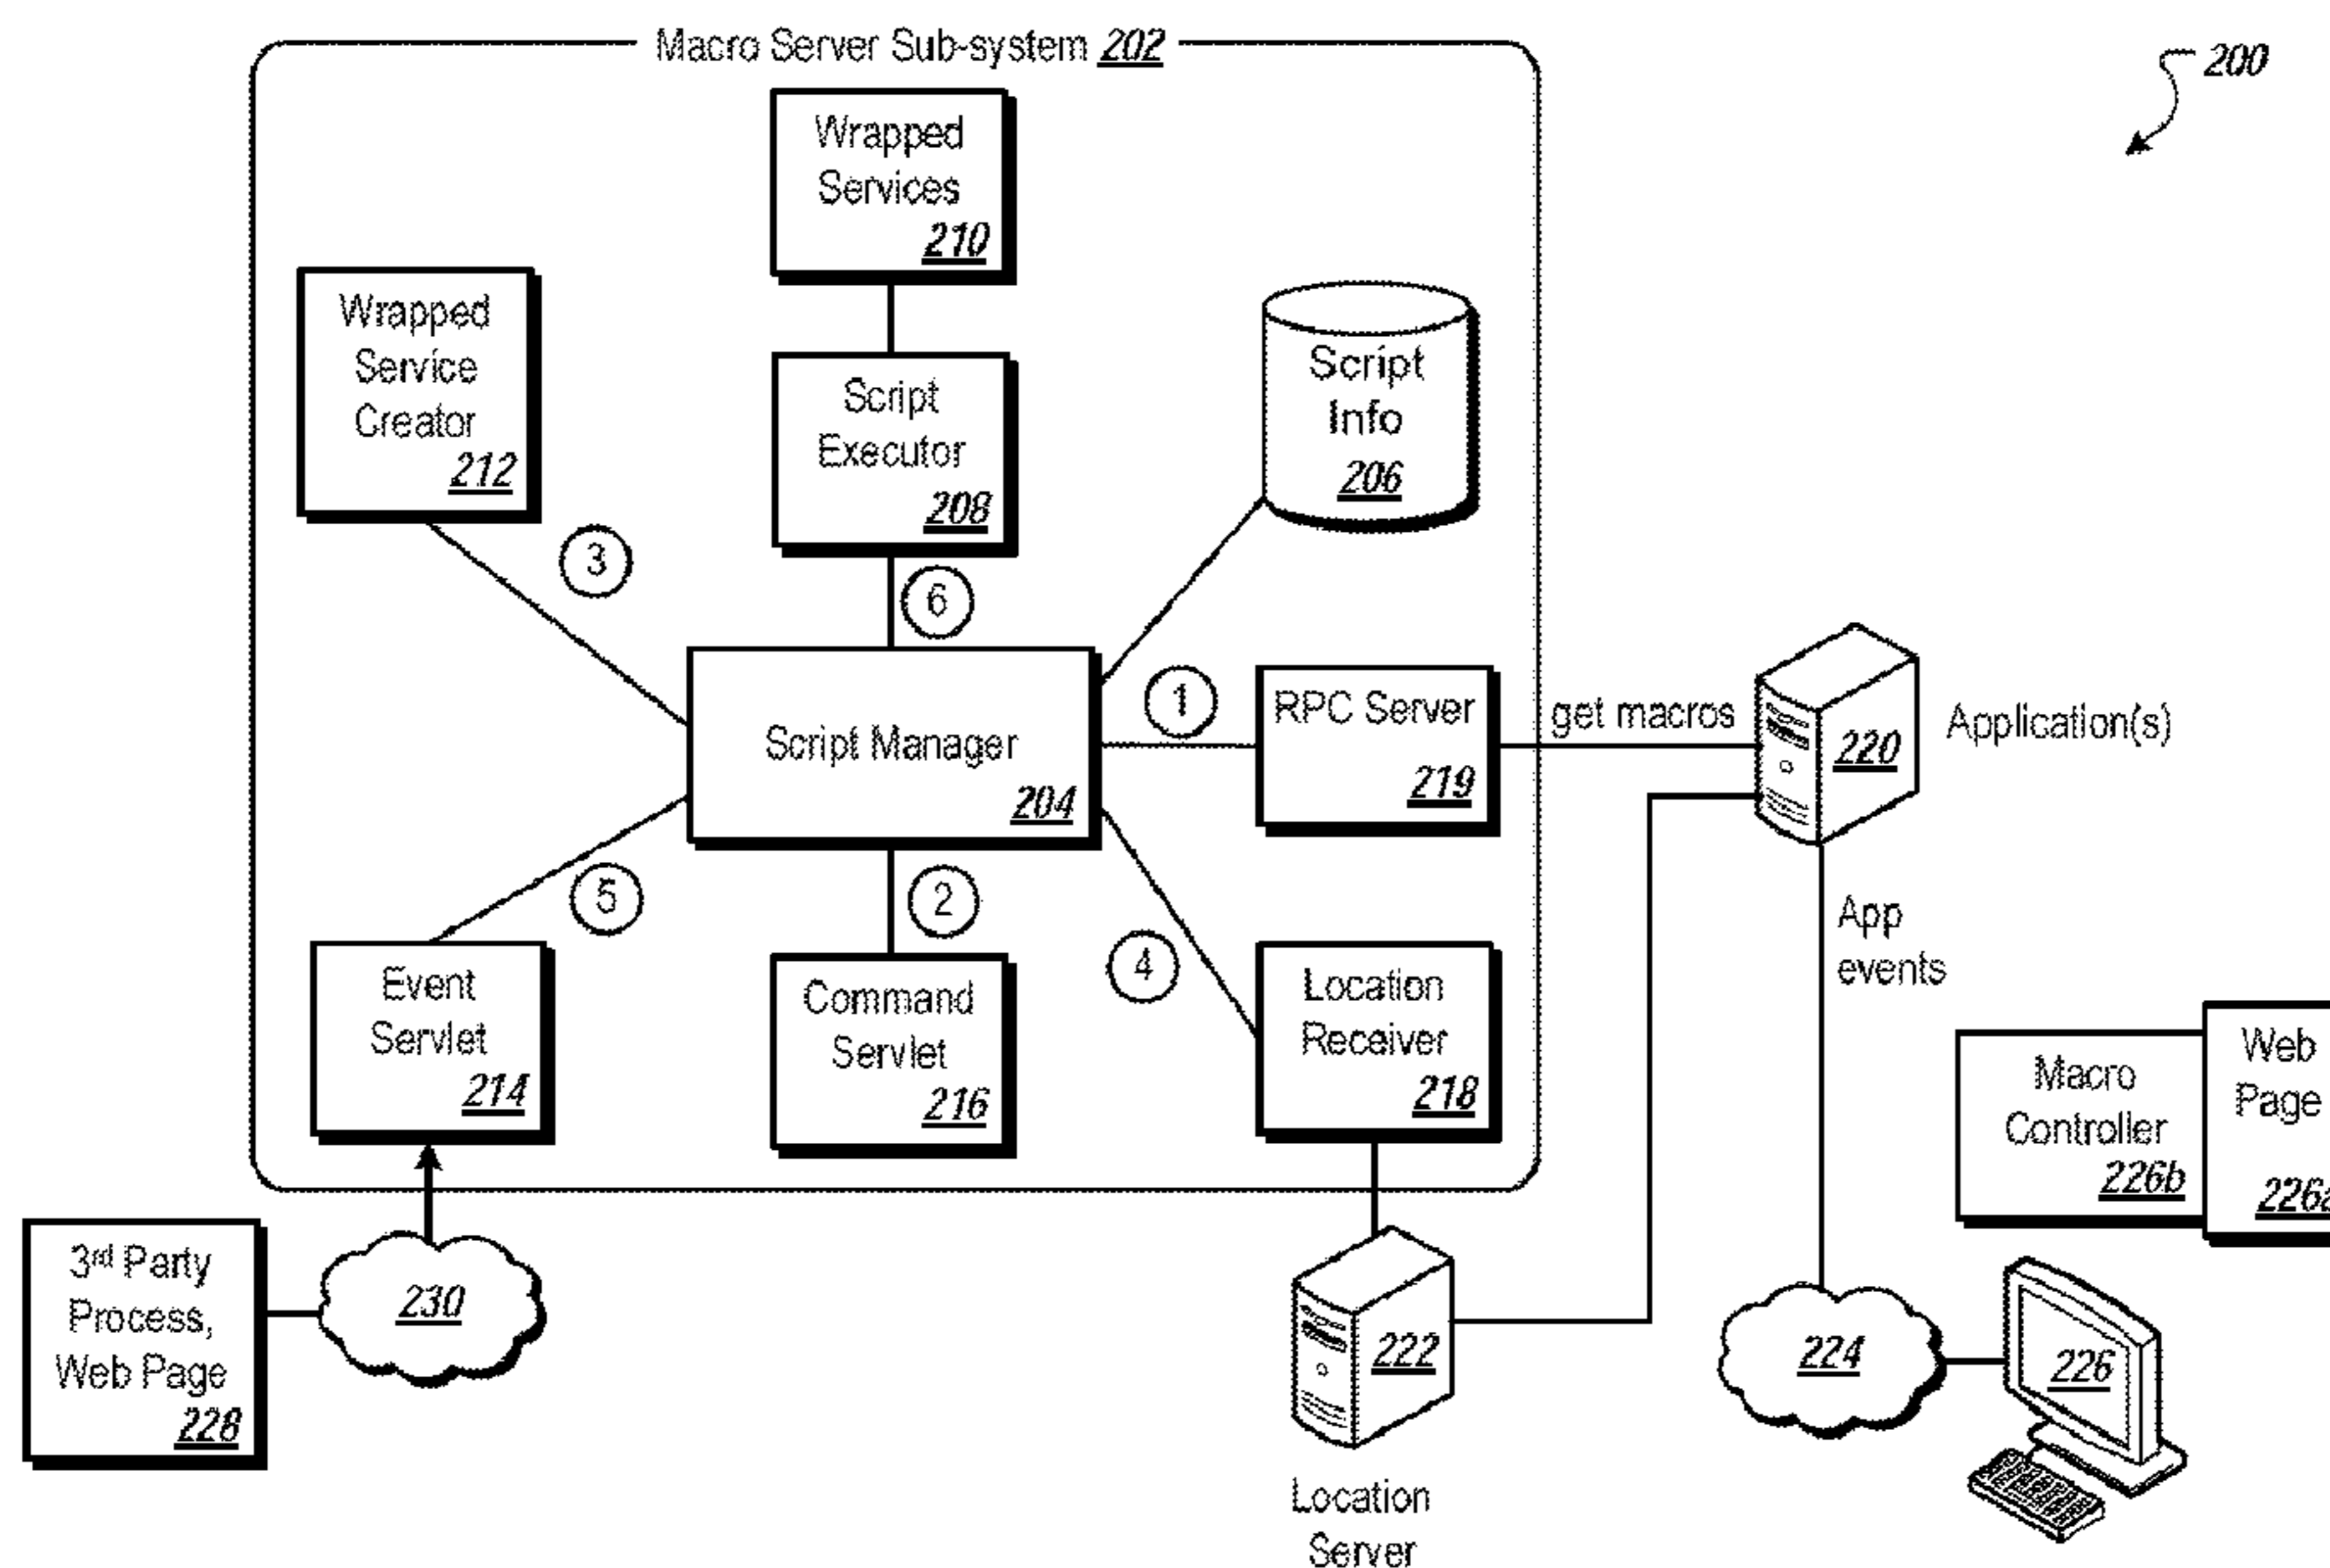 Macro Server Sub-system 202
200
Wrapped
Services
210
Wrapped
Service
Creator
212
Script
Executor
208
Script
Info
206
3
6
1
Script Manager
204
RPC Server
219
get macros
220
Application(s)
5
2
4
App
events
Event
Servlet
214
Command
Servlet
216
Location
Receiver
218
Macro
Controller
226b
Web
Page
226a
3rd Party
Process,
Web Page
228
230
222
224
226
Location
Server